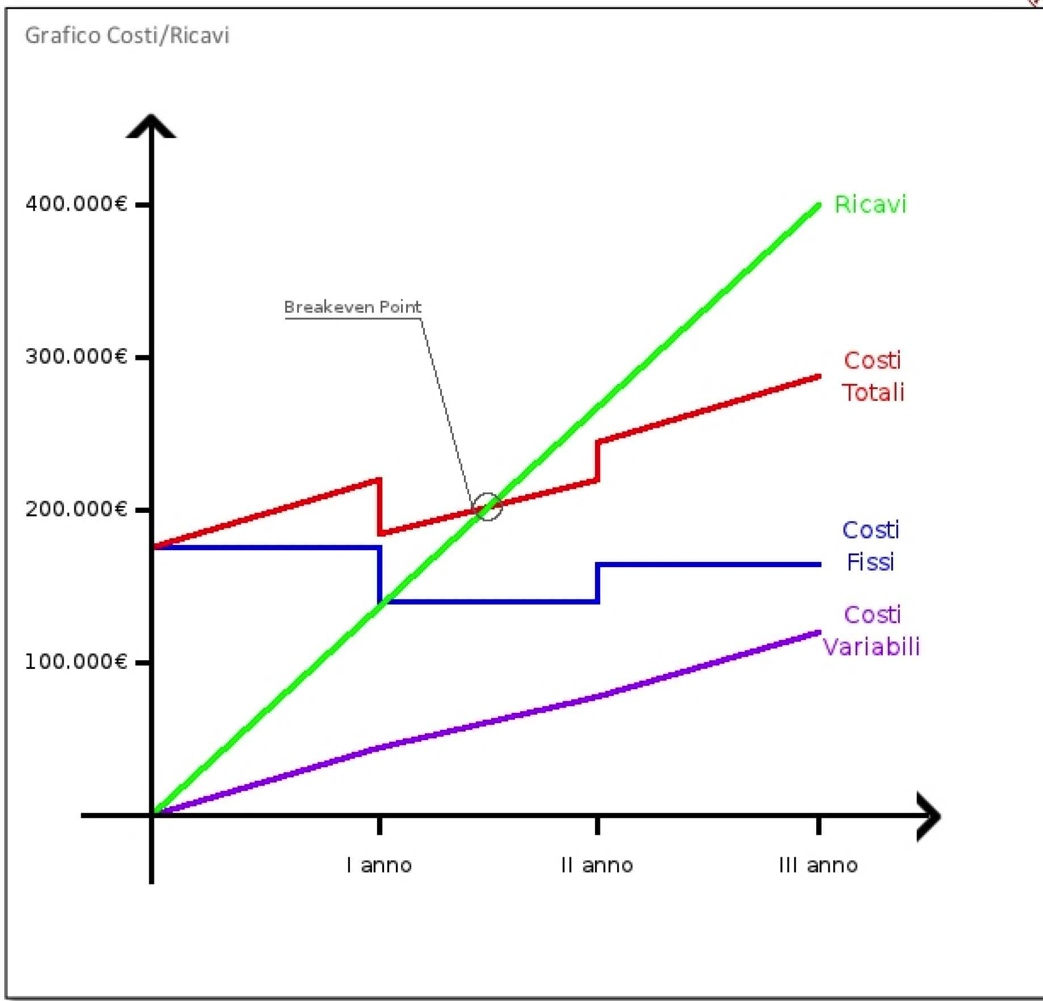 Grafico Costi/Ricavi
400.000€
Ricavi
Breakeven Point
300.000€
Costi
Totali
200.000€
Costi
Fissi
Costi
Variabili
100.000€
I anno
II anno
III anno